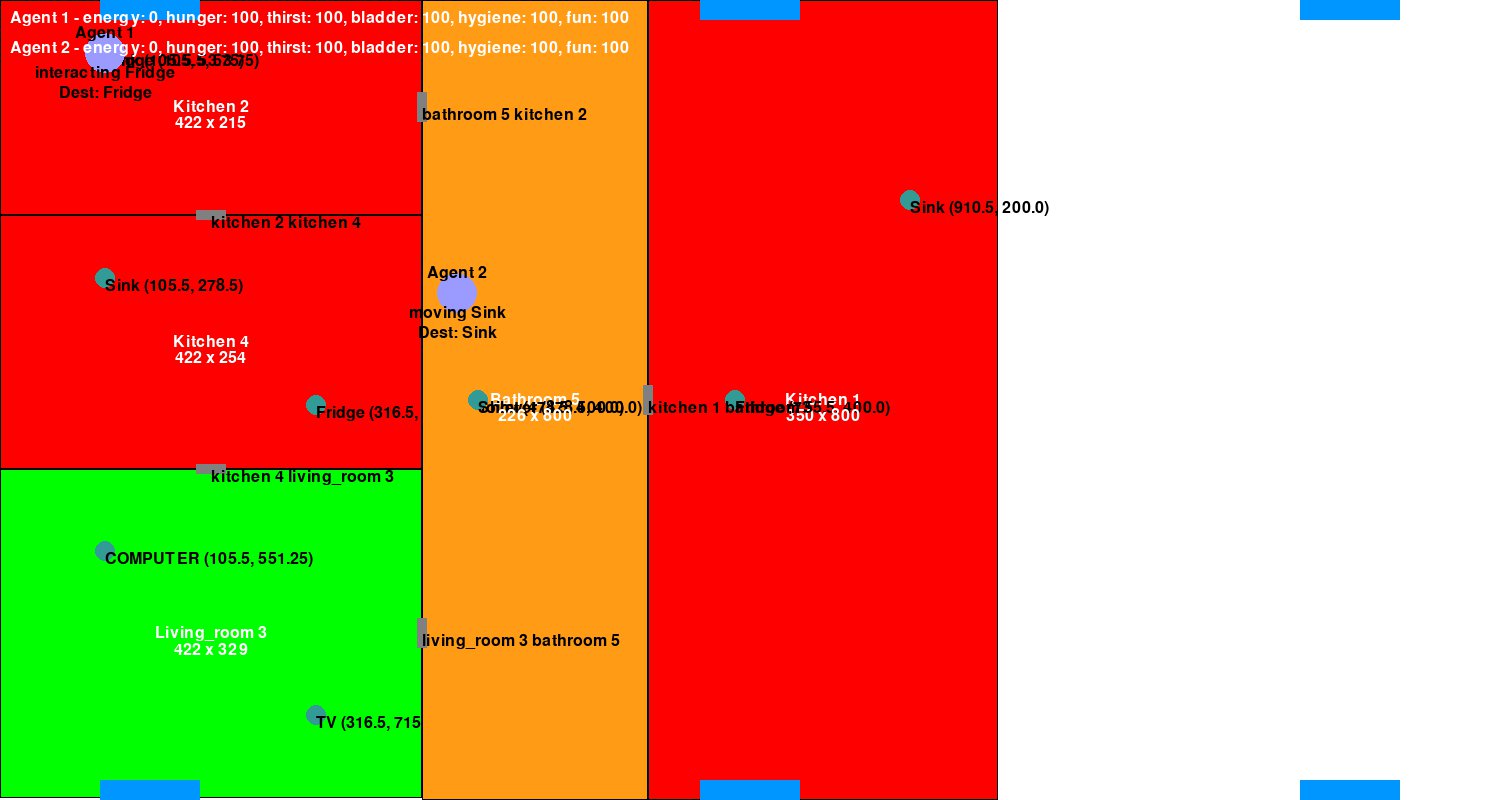 Agent 1 - energy: 0, hunger: 100, thirst: 100, bladder: 100, hygiene: 100, fun: 100
Agent 1
Agent 2 - energy: 0, hunger: 100, thirst: 100, bladder: 100, hygiene: 100, fun: 100
interacting Fridge
Dest: Fridge
Kitchen 2
422 x 215
bathroom 5 kitchen 2
Sink (910.5, 200.0)
kitchen 2 kitchen 4
Agent 2
Sink (105.5, 278.5)
moving Sink
Dest: Sink
Kitchen 4
422 x 254
Bathroom 5
226 x 800
Kitchen 1
350 x 800
Fridge (316.5,
kitchen 1
kitchen 4 living_room 3
COMPUTER (105.5, 551.25)
Living_room 3
422 x 329
living_room 3 bathroom 5
TV (316.5, 715